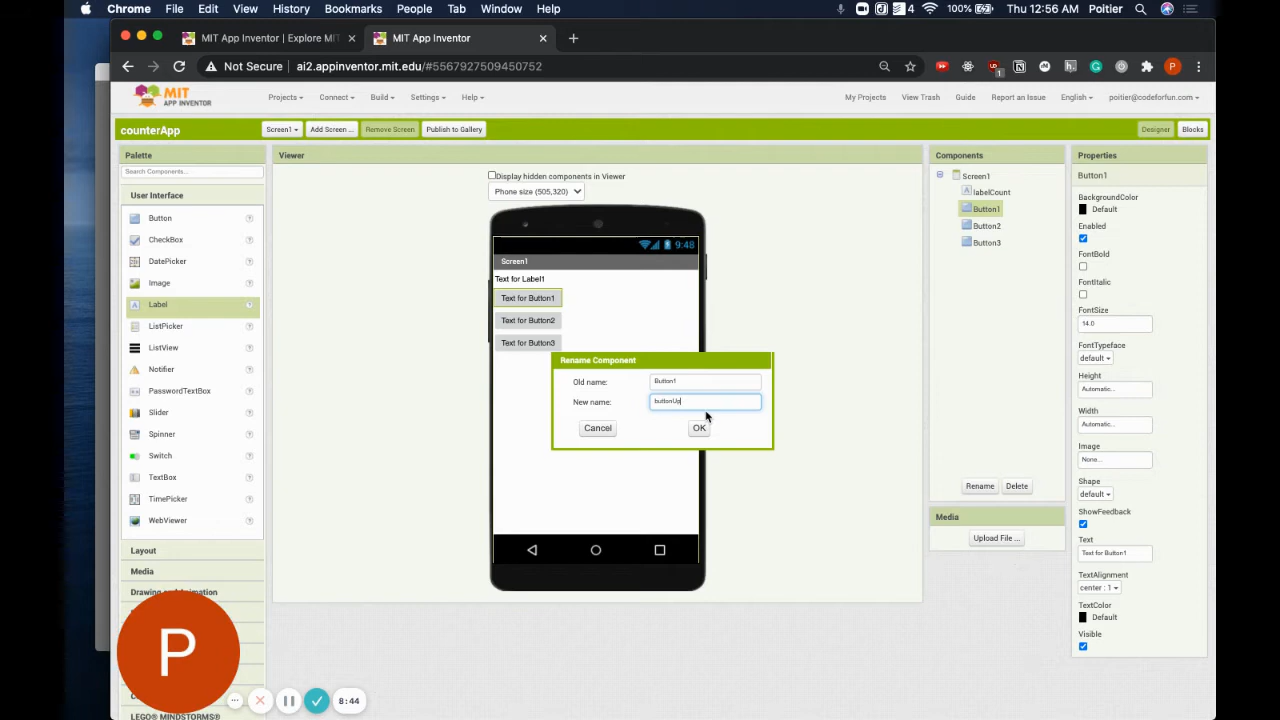 Chrome File Edit View History Bookmarks People Tab Window Help 4 100% Thu 12:56 AM Poitier
MIT App Inventor | Explore MIT
MIT App Inventor
Not Secure ai2.appinventor.mit.edu/#5567927509450752
1
P
MIT
APP INVENTOR
Projects Connect Build Settings Help My Projects View Trash Guide Report an Issue English poitier@codeforfun.com
counterApp Screen1 Add Screen ... Remove Screen Publish to Gallery Designer Blocks
Palette
Search Components...
User Interface
Button
CheckBox
DatePicker
Image
Label
ListPicker
ListView
Notifier
PasswordTextBox
Slider
Spinner
Switch
TextBox
TimePicker
WebViewer
Layout
Media
LEGO® MINDSTORMS®
P
8:44
Viewer
Display hidden components in Viewer
Phone size (505,320)
9:48
Screen1
Text for Label1
Text for Button1
Text for Button2
Text for Button3
Rename Component
Old name: Button1
New name: buttonUp
Cancel OK
Components
Screen1
labelCount
Button1
Button2
Button3
Rename Delete
Media
Upload File ...
Properties
Button1
BackgroundColor
Default
Enabled
FontBold
FontItalic
FontSize
14.0
FontTypeface
default
Height
Automatic...
Width
Automatic...
Image
None...
Shape
default
ShowFeedback
Text
Text for Button1
TextAlignment
center : 1
TextColor
Default
Visible